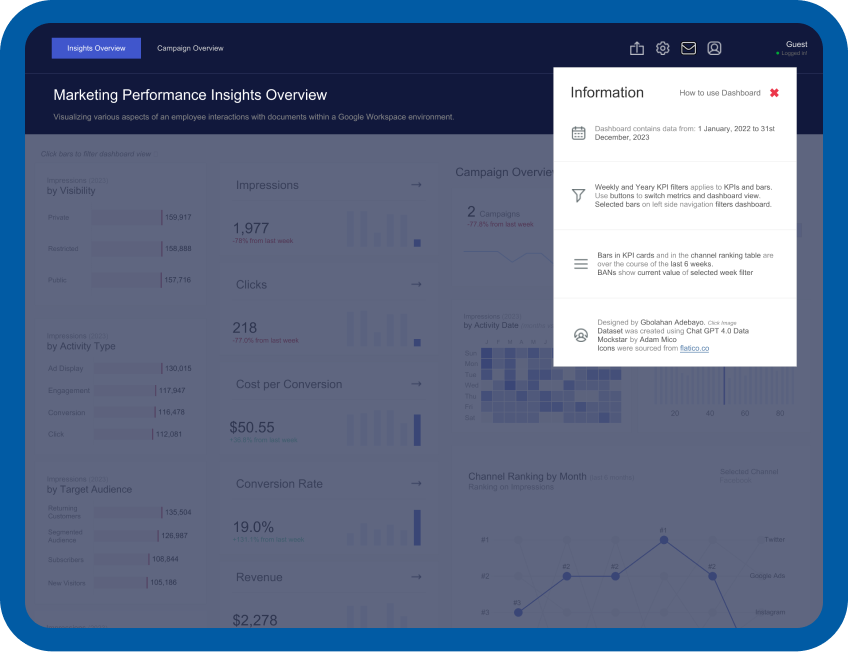 Insights Overview
Campaign Overview
Guest
Logged in!
Marketing Performance Insights Overview
Visualizing various aspects of an employee interactions with documents within a Google Workspace environment.
Information
How to use Dashboard
Dashboard contains data from: 1 January, 2022 to 31st
December, 2023
Weekly and Yeary KPI filters applies to KPIs and bars.
Use buttons to switch metrics and dashboard view.
Selected bars on left side navigation filters dashboard.
Bars in KPI cards and in the channel ranking table are
over the course of the last 6 weeks.
BANs show current value of selected week filter
Designed by Gbolahan Adebayo. Click Image
Dataset was created using Chat GPT 4.0 Data
Mockstar by Adam Mico
Icons were sourced from flatico.co
Click bars to filter dashboard view
Impressions (2023)
by Visibility
Private
159,917
Restricted
158,888
Public
157,716
Impressions (2023)
by Activity Type
Ad Display
130,015
Engagement
117,947
Conversion
116,478
Click
112,081
Impressions (2023)
by Target Audience
Returning
Customers
135,504
Segmented
Audience
126,987
Subscribers
108,844
New Visitors
105,186
Impressions →
1,977
-78% from last week
Clicks →
218
-77.0% from last week
Cost per Conversion →
$50.55
from last week
Conversion Rate →
19.0%
from last week
Revenue →
$2,278
Campaign Overvie
2 Campaigns
-77.8% from last week
Impressions (2023)
by Activity Date
Sun
Mon
Tue
Wed
Thu
Fri
Sat
20 40 60 80
Channel Ranking by Month
Ranking on Impressions
Selected Channel
Facebook
#1
#2
#3
#3
#2
#2
#1
#2
Twitter
Google Ads
Instagram